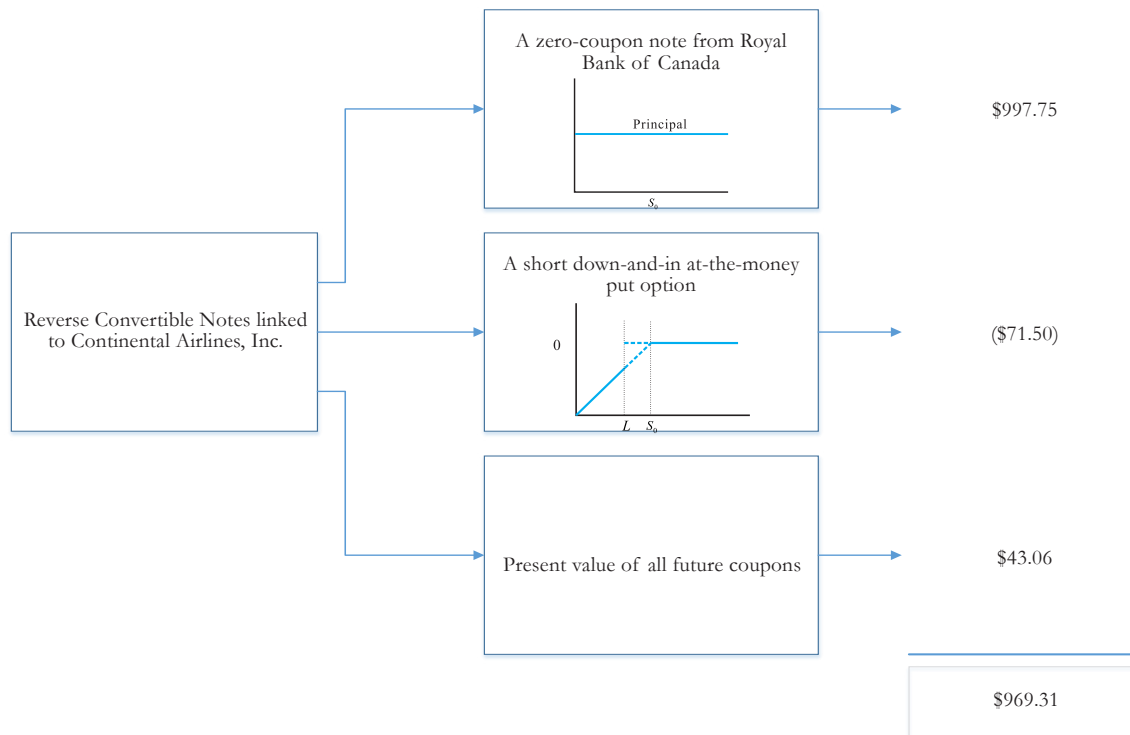 A zero-coupon note from Royal
Bank of Canada
Principal
S₀
$997.75
Reverse Convertible Notes linked
to Continental Airlines, Inc.
A short down-and-in at-the-money
put option
0
L S₀
($71.50)
Present value of all future coupons
$43.06
$969.31